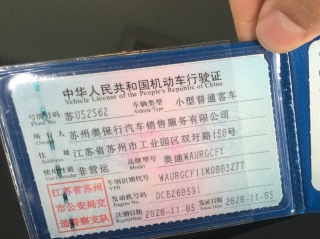 中华人民共和国机动车行驶证
Vehicle License of the People's Republic of China
号牌号码 苏U5Z562 车辆类型 小型普通客车
Plate No. Vehicle Type
所有人 苏州奥保行汽车销售服务有限公司
Owner
住址 江苏省苏州市工业园区双圩路150号
Address
使用性质 非营运 品牌型号 奥迪WAURGCF1
Use Character Model
江苏省苏州市公安局交通警察支队
车辆识别代号 WAURGCF11KD003277
VIN
发动机号码 DCB260591
Engine No.
注册日期 2020-11-05 发证日期 2020-11-05
Register Date Issue Date